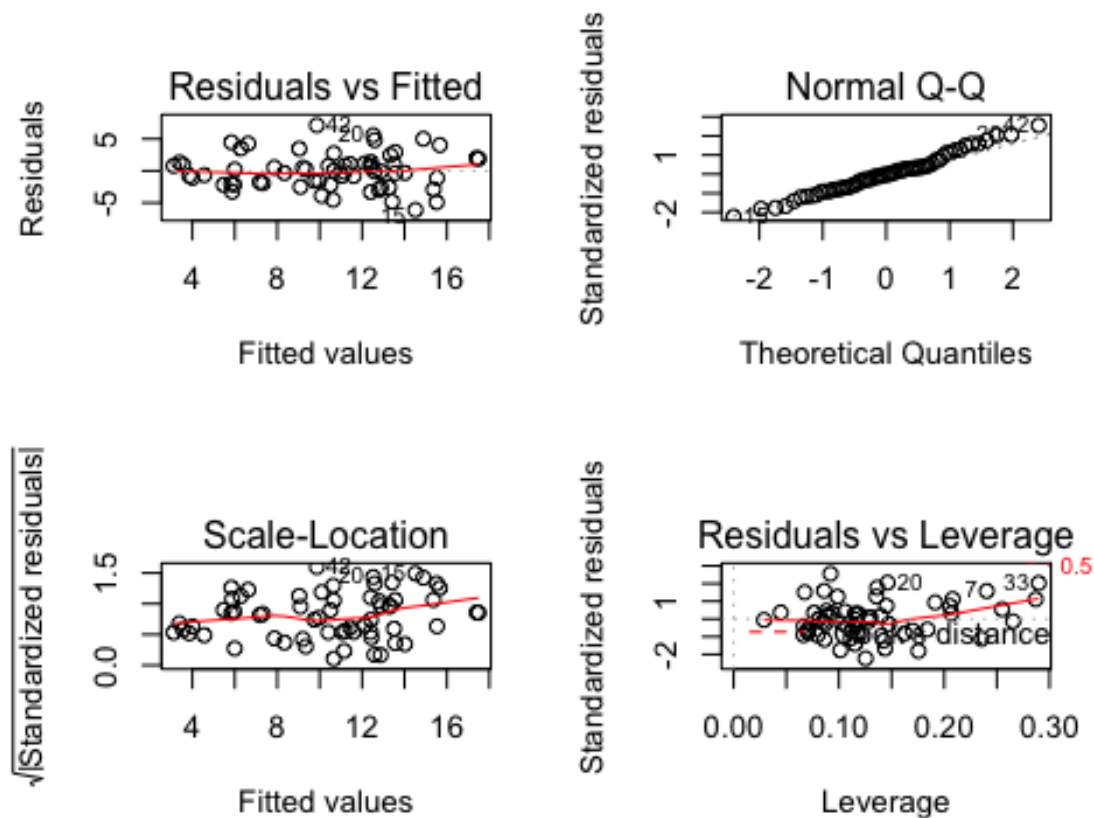 Residuals vs Fitted
Residuals
5
-5
42
20
15
4
8
12
16
Fitted values
Normal Q-Q
Standardized residuals
1
-2
42
-2
-1
0
1
2
Theoretical Quantiles
Scale-Location
√|Standardized residuals|
1.5
0.0
42
20
15
4
8
12
16
Fitted values
Residuals vs Leverage
Standardized residuals
1
-2
0.5
20
7
33
distance
0.00
0.10
0.20
0.30
Leverage